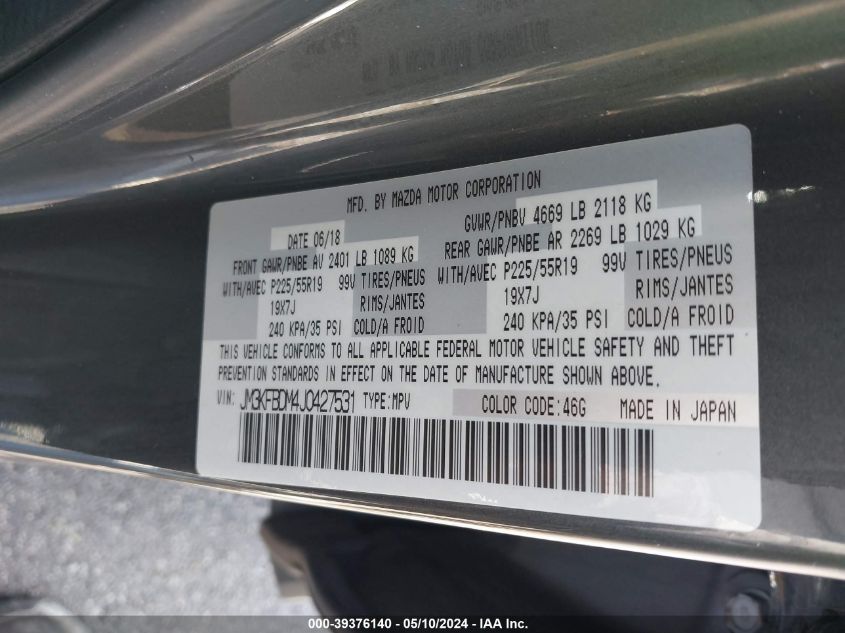 MFD. BY MAZDA MOTOR CORPORATION
DATE 06/18 GVWR/PNBV 4669 LB 2118 KG
FRONT GAWR/PNBE AV 2401 LB 1089 KG REAR GAWR/PNBE AR 2269 LB 1029 KG
WITH/AVEC P225/55R19 99V TIRES/PNEUS WITH/AVEC P225/55R19 99V TIRES/PNEUS
19X7J RIMS/JANTES 19X7J RIMS/JANTES
240 KPA/35 PSI COLD/A FROID 240 KPA/35 PSI COLD/A FROID
THIS VEHICLE CONFORMS TO ALL APPLICABLE FEDERAL MOTOR VEHICLE SAFETY AND THEFT
PREVENTION STANDARDS IN EFFECT ON THE DATE OF MANUFACTURE SHOWN ABOVE.
VIN: JM3KFBDM4J0427531 TYPE:MPV COLOR CODE:46G MADE IN JAPAN
000-39376140 - 05/10/2024 - IAA Inc.